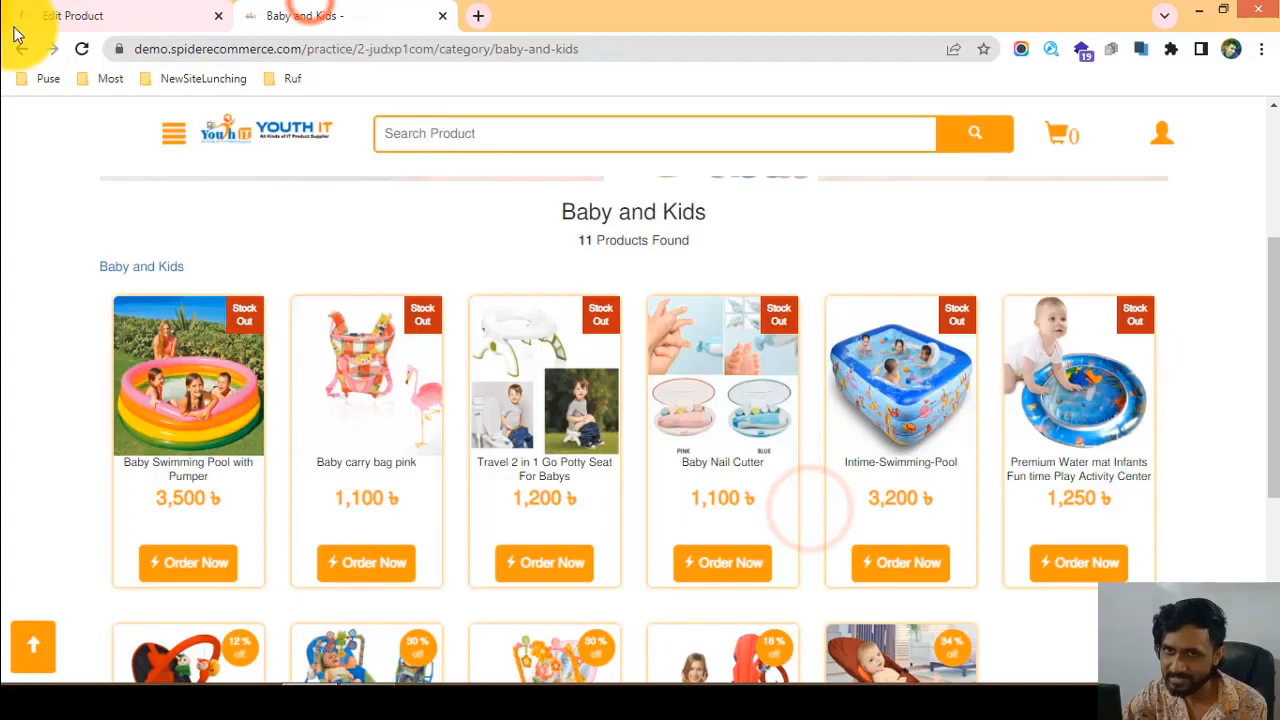 Edit Product
Baby and Kids -
demo.spiderecommerce.com/practice/2-judxp1com/category/baby-and-kids
19
Puse
Most
NewSiteLunching
Ruf
Youth IT
YOUTH IT
All Kinds of IT Product Supplier
Search Product
0
Baby and Kids
11 Products Found
Baby and Kids
Stock
Out
Stock
Out
Stock
Out
Stock
Out
Stock
Out
Stock
Out
PINK
BLUE
Baby Swimming Pool with
Pumper
3,500 ৳
Order Now
Baby carry bag pink
1,100 ৳
Order Now
Travel 2 in 1 Go Potty Seat
For Babys
1,200 ৳
Order Now
Baby Nail Cutter
1,100 ৳
Order Now
Intime-Swimming-Pool
3,200 ৳
Order Now
Premium Water mat Infants
Fun time Play Activity Center
1,250 ৳
Order Now
12 %
off
30 %
off
30 %
off
16 %
off
34 %
off